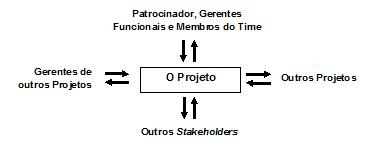 Patrocinador, Gerentes
Funcionais e Membros do Time
Gerentes de
outros Projetos
O Projeto
Outros Projetos
Outros Stakeholders